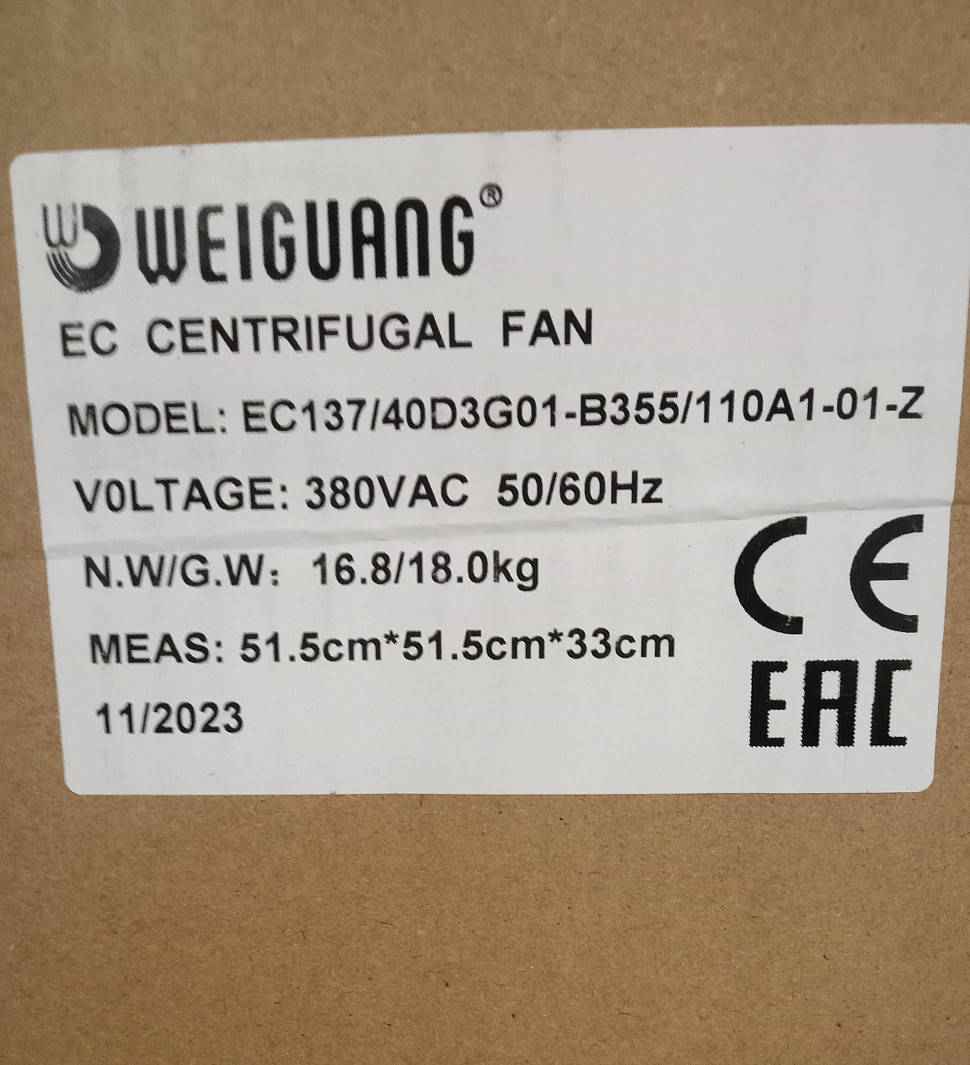 WEIGUANG®
EC CENTRIFUGAL FAN
MODEL: EC137/40D3G01-B355/110A1-01-Z
V0LTAGE: 380VAC 50/60Hz
N.W/G.W: 16.8/18.0kg
MEAS: 51.5cm*51.5cm*33cm
11/2023
CE
EAC